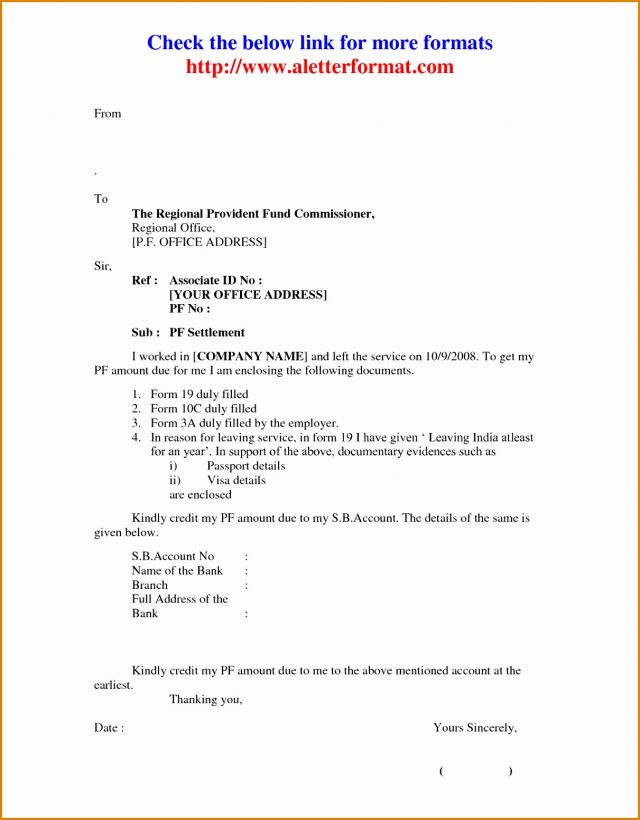 Check the below link for more formats
http://www.aletterformat.com
From
.
To
The Regional Provident Fund Commissioner,
Regional Office,
[P.F. OFFICE ADDRESS]
Sir,
Ref : Associate ID No :
[YOUR OFFICE ADDRESS]
PF No :
Sub : PF Settlement
I worked in [COMPANY NAME] and left the service on 10/9/2008. To get my
PF amount due for me I am enclosing the following documents.
1. Form 19 duly filled
2. Form 10C duly filled
3. Form 3A duly filled by the employer.
4. In reason for leaving service, in form 19 I have given ‘ Leaving India atleast
for an year’. In support of the above, documentary evidences such as
i) Passport details
ii) Visa details
are enclosed
Kindly credit my PF amount due to my S.B.Account. The details of the same is
given below.
S.B.Account No :
Name of the Bank :
Branch :
Full Address of the
Bank :
Kindly credit my PF amount due to me to the above mentioned account at the
earliest.
Thanking you,
Date : Yours Sincerely,
( )